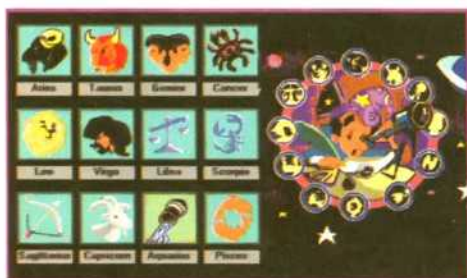 Aries Taurus Gemini Cancer
Leo Virgo Libra Scorpio
Sagittarius Capricorn Aquarius Pisces